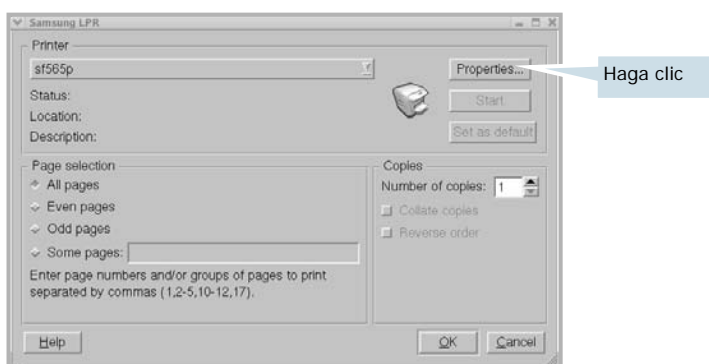 Samsung LPR
Printer
sf565p
Properties...
Haga clic
Status:
Start
Location:
Description:
Set as default
Page selection
All pages
Even pages
Odd pages
Some pages:
Enter page numbers and/or groups of pages to print
separated by commas (1,2-5,10-12,17).
Copies
Number of copies: 1
Collate copies
Reverse order
Help
OK
Cancel